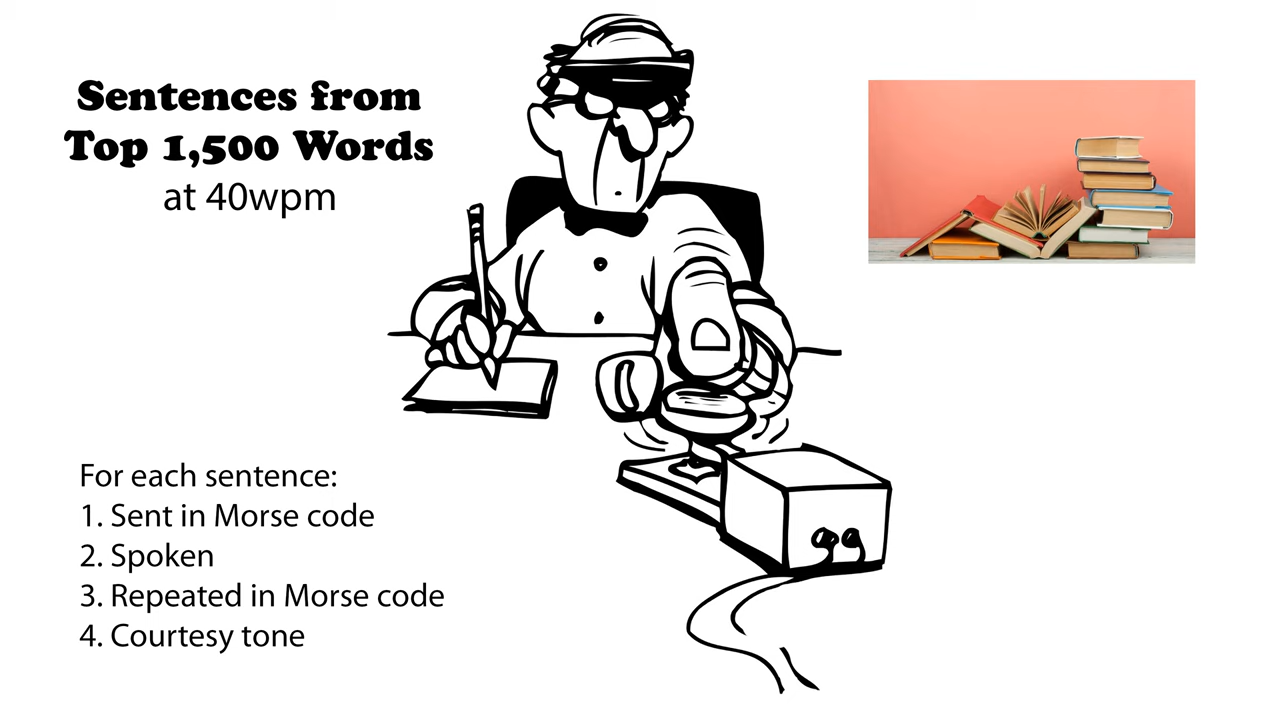 Sentences from
Top 1,500 Words
at 40wpm
For each sentence:
1. Sent in Morse code
2. Spoken
3. Repeated in Morse code
4. Courtesy tone